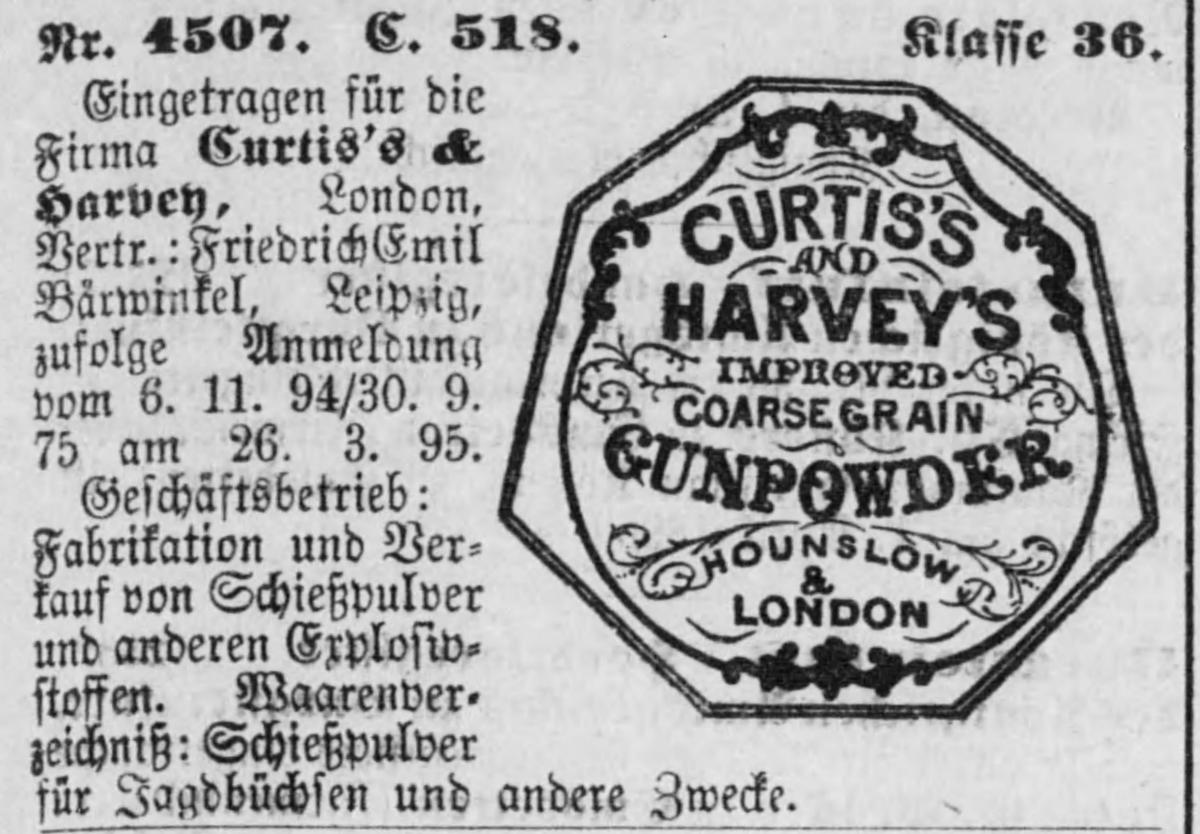 Nr. 4507. C. 518. Klasse 36.
Eingetragen für die
Firma Curtis's &
Harvey, London,
Vertr.: Friedrich Emil
Bärwinkel, Leipzig,
zufolge Anmeldung
vom 6. 11. 94/30. 9.
75 am 26. 3. 95.
Geschäftsbetrieb:
Fabrikation und Ver-
kauf von Schießpulver
und anderen Explosiv-
stoffen. Waarenver-
zeichniß: Schießpulver
für Jagdbüchsen und andere Zwecke.
CURTIS'S
AND
HARVEY'S
IMPROVED
COARSE GRAIN
GUNPOWDER
HOUNSLOW
&
LONDON